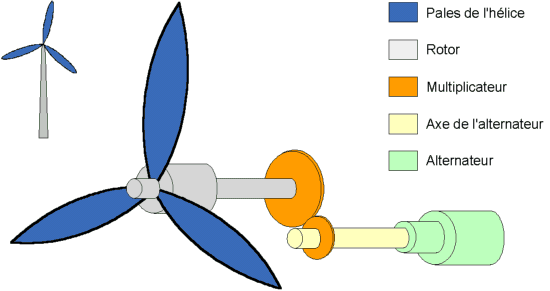 Pales de l'hélice
Rotor
Multiplicateur
Axe de l'alternateur
Alternateur